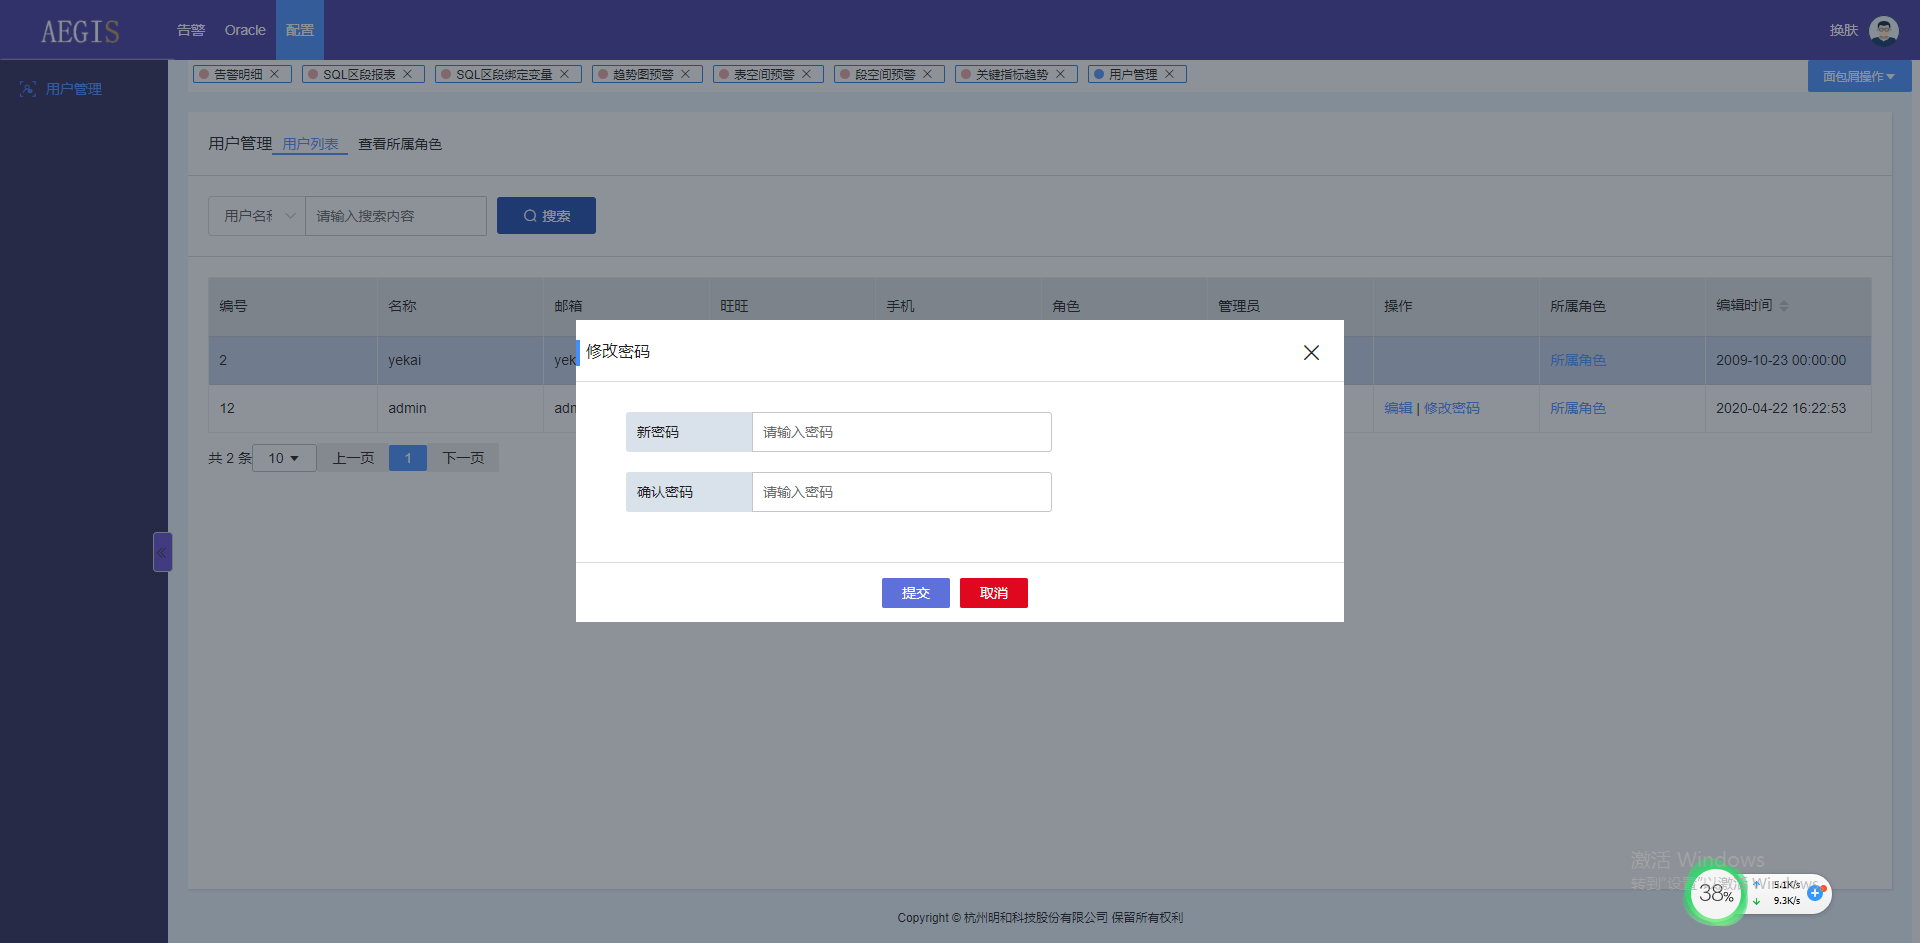 AEGIS
告警 Oracle 配置
换肤
用户管理
告警明细 SQL区段报表 SQL区段绑定变量 趋势图预警 表空间预警 段空间预警 关键指标趋势 用户管理
面包屑操作
用户管理 用户列表 查看所属角色
用户名称 请输入搜索内容 搜索
编号 名称 邮箱 旺旺 手机 角色 管理员 操作 所属角色 编辑时间
2 yekai yek 所属角色 2009-10-23 00:00:00
12 admin adm 编辑 | 修改密码 所属角色 2020-04-22 16:22:53
共 2 条 10 上一页 1 下一页
修改密码
新密码 请输入密码
确认密码 请输入密码
提交 取消
激活 Windows
转到"设置"以激活 Windows。
38%
5.1K/s
9.3K/s
Copyright © 杭州明和科技股份有限公司 保留所有权利